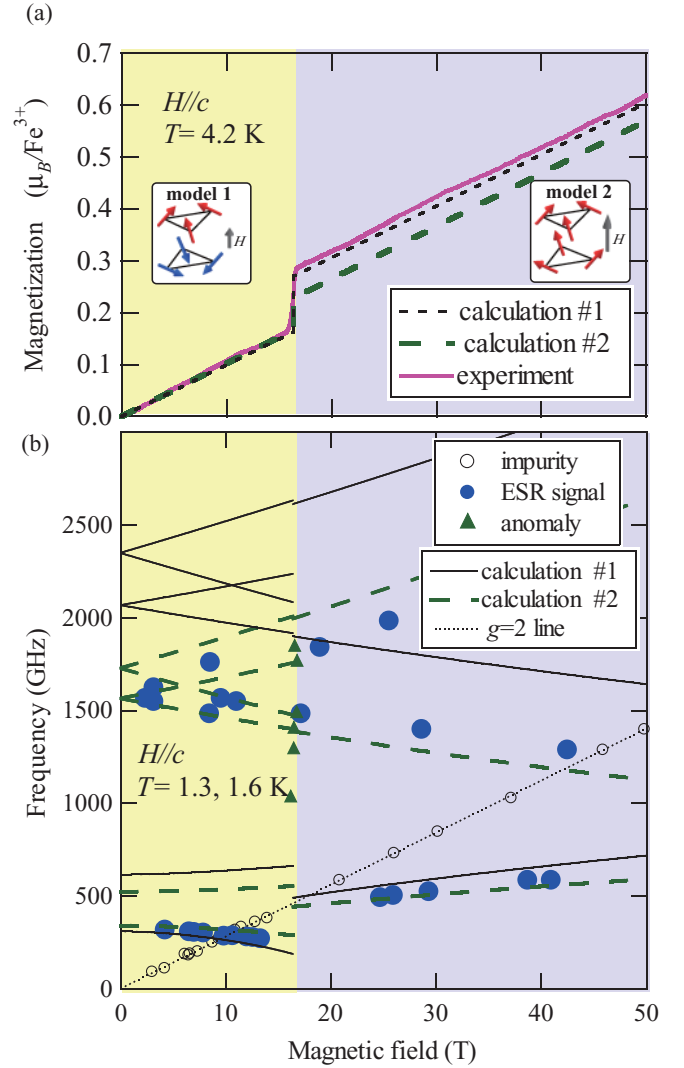 (a)
0.7
0.6
0.5
0.4
0.3
0.2
0.1
0.0
Magnetization (μB/Fe3+)
H//c
T= 4.2 K
model 1
H
model 2
H
calculation #1
calculation #2
experiment
(b)
2500
2000
1500
1000
500
0
Frequency (GHz)
impurity
ESR signal
anomaly
calculation #1
calculation #2
g=2 line
H//c
T= 1.3, 1.6 K
0 10 20 30 40 50
Magnetic field (T)